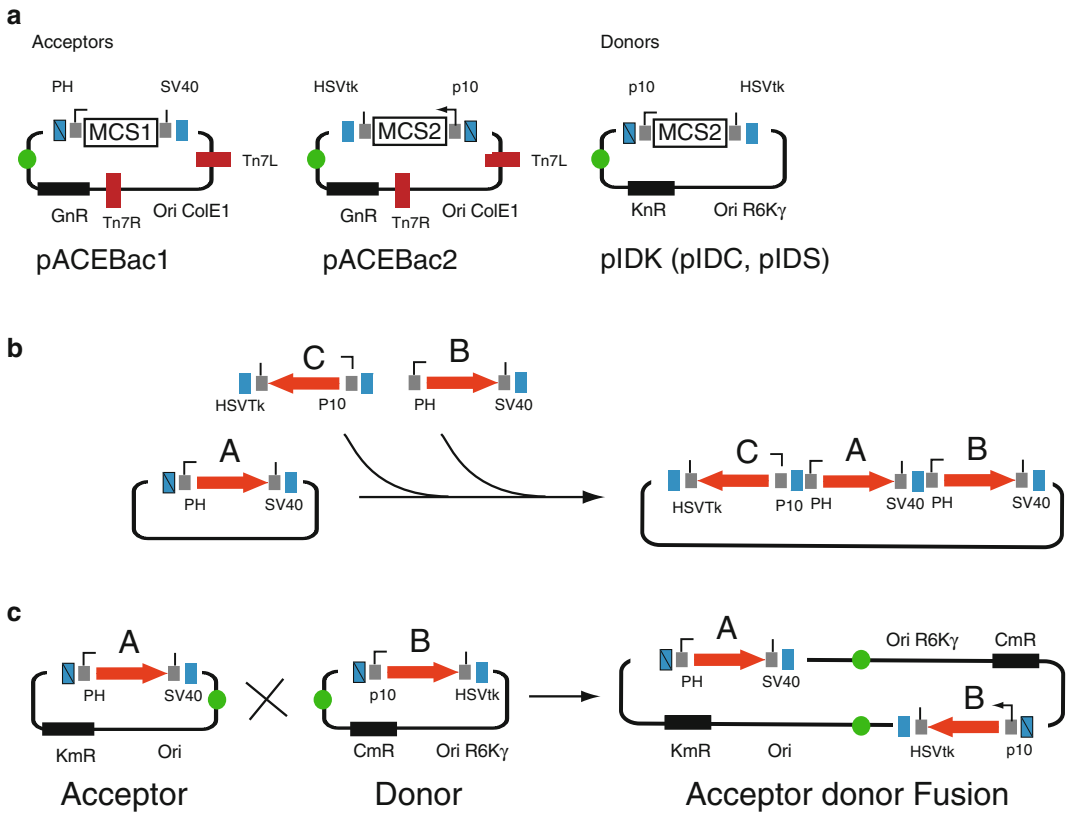 a
Acceptors
Donors
PH
SV40
HSVtk
p10
p10
HSVtk
MCS1
MCS2
MCS2
Tn7L
Tn7L
GnR
Tn7R
Ori ColE1
GnR
Tn7R
Ori ColE1
KnR
Ori R6Kγ
pACEBac1
pACEBac2
pIDK (pIDC, pIDS)
b
C
B
HSVTk
P10
PH
SV40
A
PH
SV40
C
A
B
HSVTk
P10
PH
SV40
PH
SV40
c
A
PH
SV40
KmR
Ori
Acceptor
B
p10
HSVtk
CmR
Ori R6Kγ
Donor
A
PH
SV40
Ori R6Kγ
CmR
B
KmR
Ori
HSVtk
p10
Acceptor donor Fusion